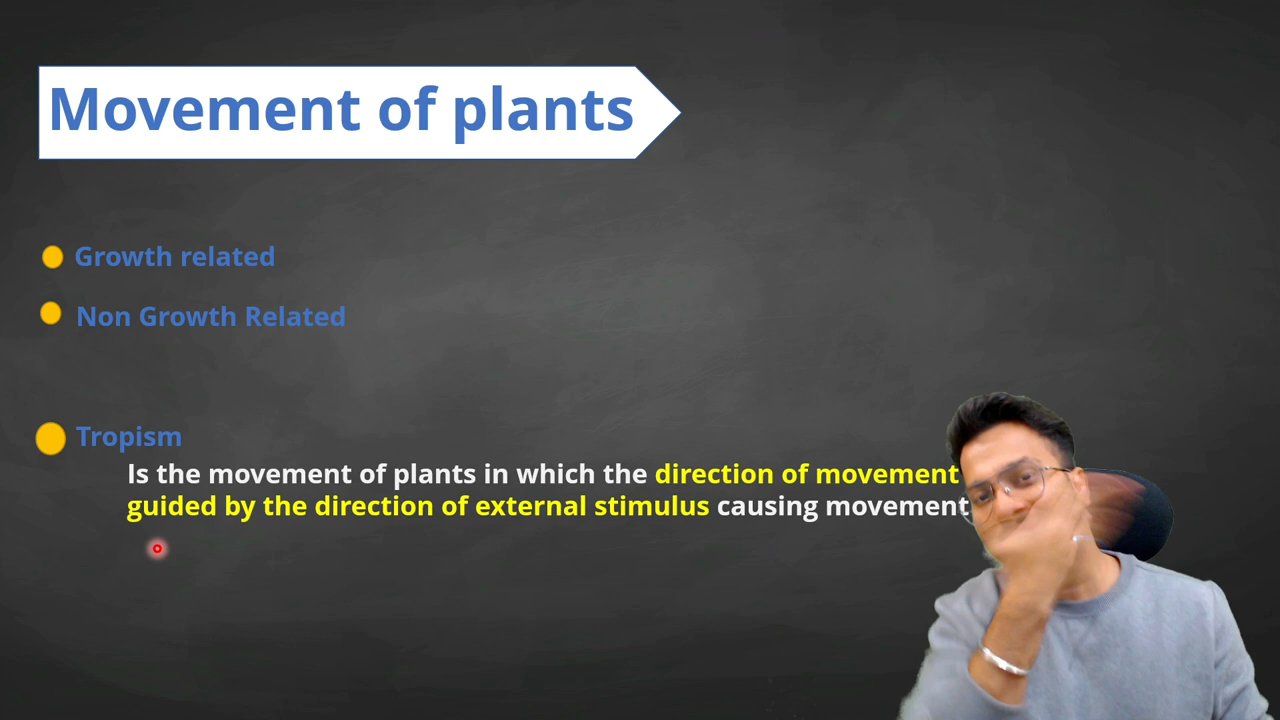 Movement of plants
Growth related
Non Growth Related
Tropism
Is the movement of plants in which the direction of movement
guided by the direction of external stimulus causing movement